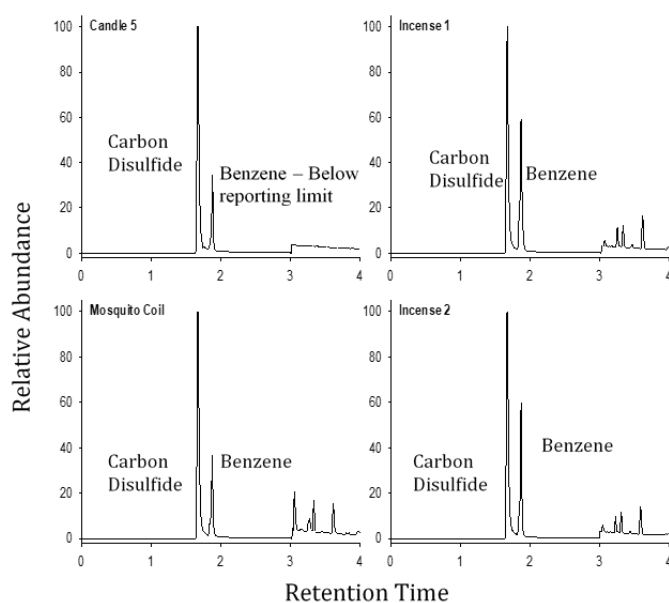 Candle 5
100
80
60
40
20
0
Carbon
Disulfide
Benzene – Below
reporting limit
0
1
2
3
4
Incense 1
100
80
60
40
20
0
Carbon
Disulfide
Benzene
0
1
2
3
4
Mosquito Coil
100
80
60
40
20
0
Carbon
Disulfide
Benzene
0
1
2
3
4
Incense 2
100
80
60
40
20
0
Carbon
Disulfide
Benzene
0
1
2
3
4
Relative Abundance
Retention Time